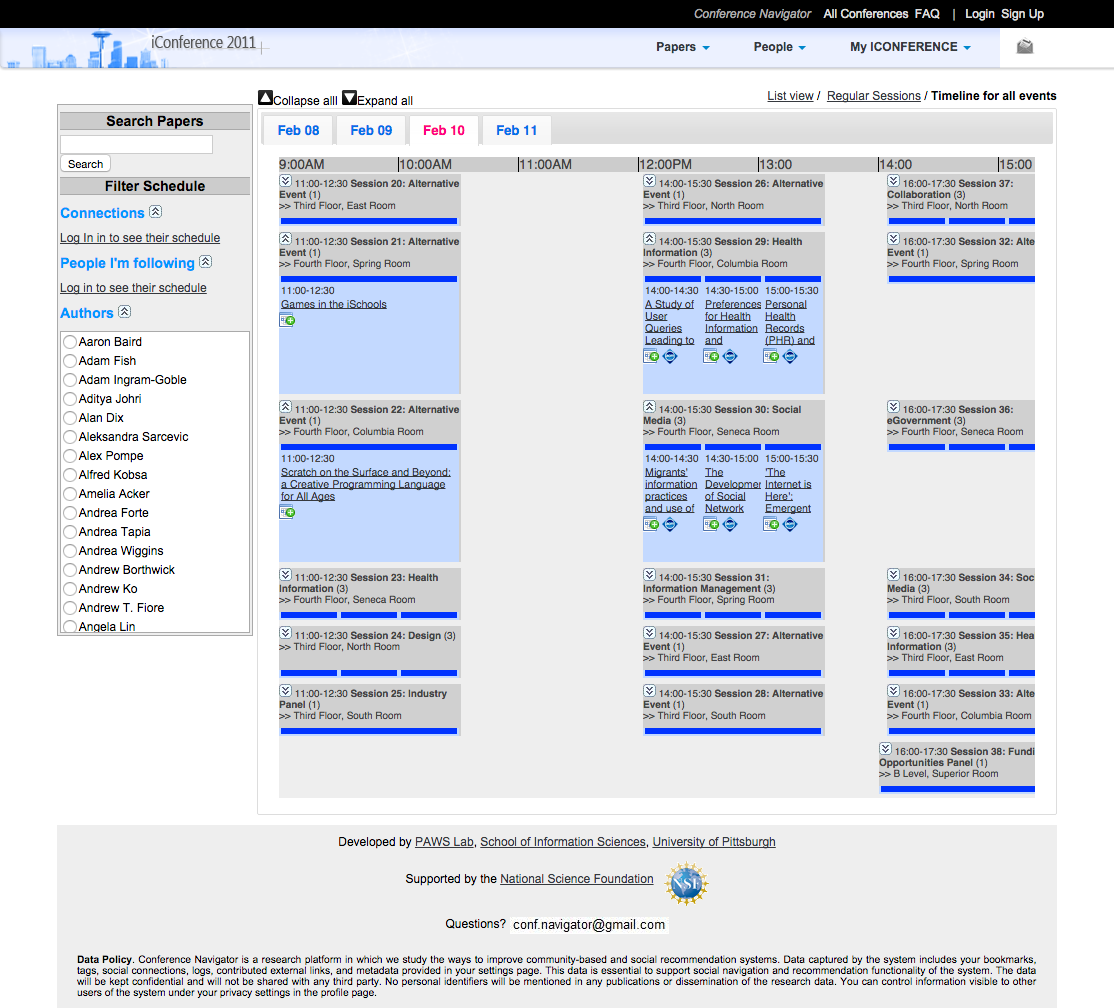 Conference Navigator All Conferences FAQ | Login Sign Up
iConference 2011
Papers People My ICONFERENCE
Collapse alll Expand all
List view / Regular Sessions / Timeline for all events
Search Papers
Search
Filter Schedule
Connections
Log In in to see their schedule
People I'm following
Log in to see their schedule
Authors
Aaron Baird
Adam Fish
Adam Ingram-Goble
Aditya Johri
Alan Dix
Aleksandra Sarcevic
Alex Pompe
Alfred Kobsa
Amelia Acker
Andrea Forte
Andrea Tapia
Andrea Wiggins
Andrew Borthwick
Andrew Ko
Andrew T. Fiore
Angela Lin
Feb 08 Feb 09 Feb 10 Feb 11
9:00AM 10:00AM 11:00AM 12:00PM 13:00 14:00 15:00
11:00-12:30 Session 20: Alternative
Event (1)
>> Third Floor, East Room
14:00-15:30 Session 26: Alternative
Event (1)
>> Third Floor, North Room
16:00-17:30 Session 37:
Collaboration (3)
>> Third Floor, North Room
11:00-12:30 Session 21: Alternative
Event (1)
>> Fourth Floor, Spring Room
11:00-12:30
Games in the iSchools
14:00-15:30 Session 29: Health
Information (3)
>> Fourth Floor, Columbia Room
14:00-14:30
A Study of
User
Queries
Leading to
14:30-15:00
Preferences
for Health
Information
and
15:00-15:30
Personal
Health
Records
(PHR) and
16:00-17:30 Session 32: Alte
Event (1)
>> Fourth Floor, Spring Room
11:00-12:30 Session 22: Alternative
Event (1)
>> Fourth Floor, Columbia Room
11:00-12:30
Scratch on the Surface and Beyond:
a Creative Programming Language
for All Ages
14:00-15:30 Session 30: Social
Media (3)
>> Fourth Floor, Seneca Room
14:00-14:30
Migrants'
information
practices
and use of
14:30-15:00
The
Developmer
of Social
Network
15:00-15:30
'The
Internet is
Here':
Emergent
16:00-17:30 Session 36:
eGovernment (3)
>> Fourth Floor, Seneca Room
11:00-12:30 Session 23: Health
Information (3)
>> Fourth Floor, Seneca Room
14:00-15:30 Session 31:
Information Management (3)
>> Fourth Floor, Spring Room
16:00-17:30 Session 34: Soc
Media (3)
>> Third Floor, South Room
11:00-12:30 Session 24: Design (3)
>> Third Floor, North Room
14:00-15:30 Session 27: Alternative
Event (1)
>> Third Floor, East Room
16:00-17:30 Session 35: Hea
Information (3)
>> Third Floor, East Room
11:00-12:30 Session 25: Industry
Panel (1)
>> Third Floor, South Room
14:00-15:30 Session 28: Alternative
Event (1)
>> Third Floor, South Room
16:00-17:30 Session 33: Alte
Event (1)
>> Fourth Floor, Columbia Room
16:00-17:30 Session 38: Fundi
Opportunities Panel (1)
>> B Level, Superior Room
Developed by PAWS Lab, School of Information Sciences, University of Pittsburgh
Supported by the National Science Foundation
NSF
Questions? conf.navigator@gmail.com
Data Policy. Conference Navigator is a research platform in which we study the ways to improve community-based and social recommendation systems. Data captured by the system includes your bookmarks,
tags, social connections, logs, contributed external links, and metadata provided in your settings page. This data is essential to support social navigation and recommendation functionality of the system. The data
will be kept confidential and will not be shared with any third party. No personal identifiers will be mentioned in any publications or dissemination of the research data. You can control information visible to other
users of the system under your privacy settings in the profile page.